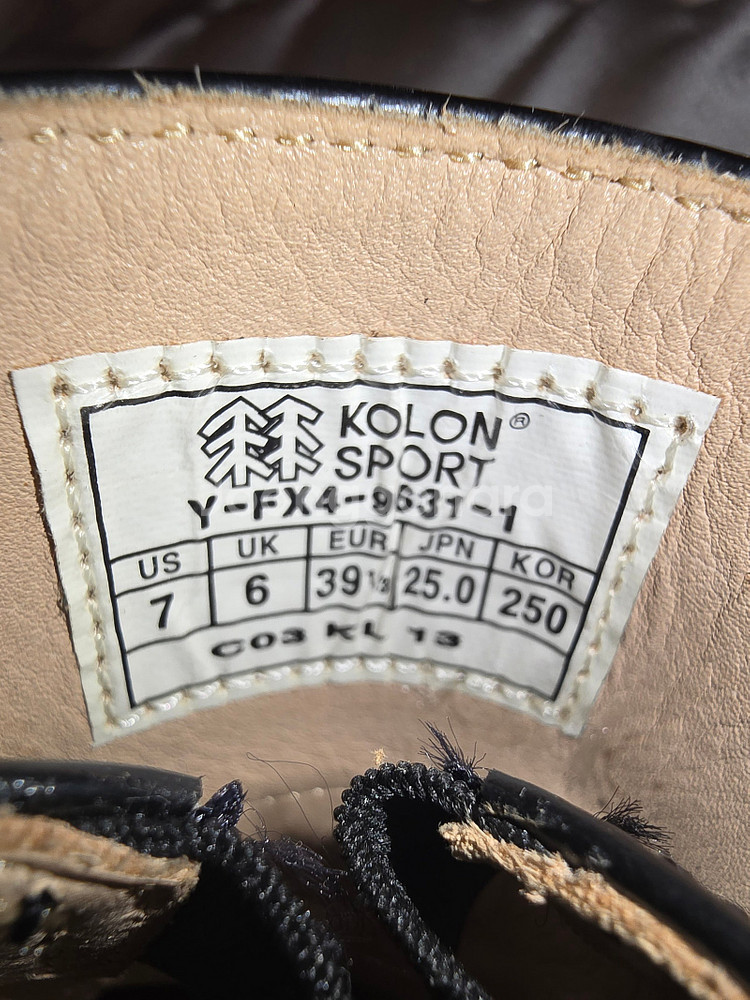 KOLON®
SPORT
Y-FX4-9631-1
US UK EUR JPN KOR
7 6 39 1/3 25.0 250
C03 KL 13